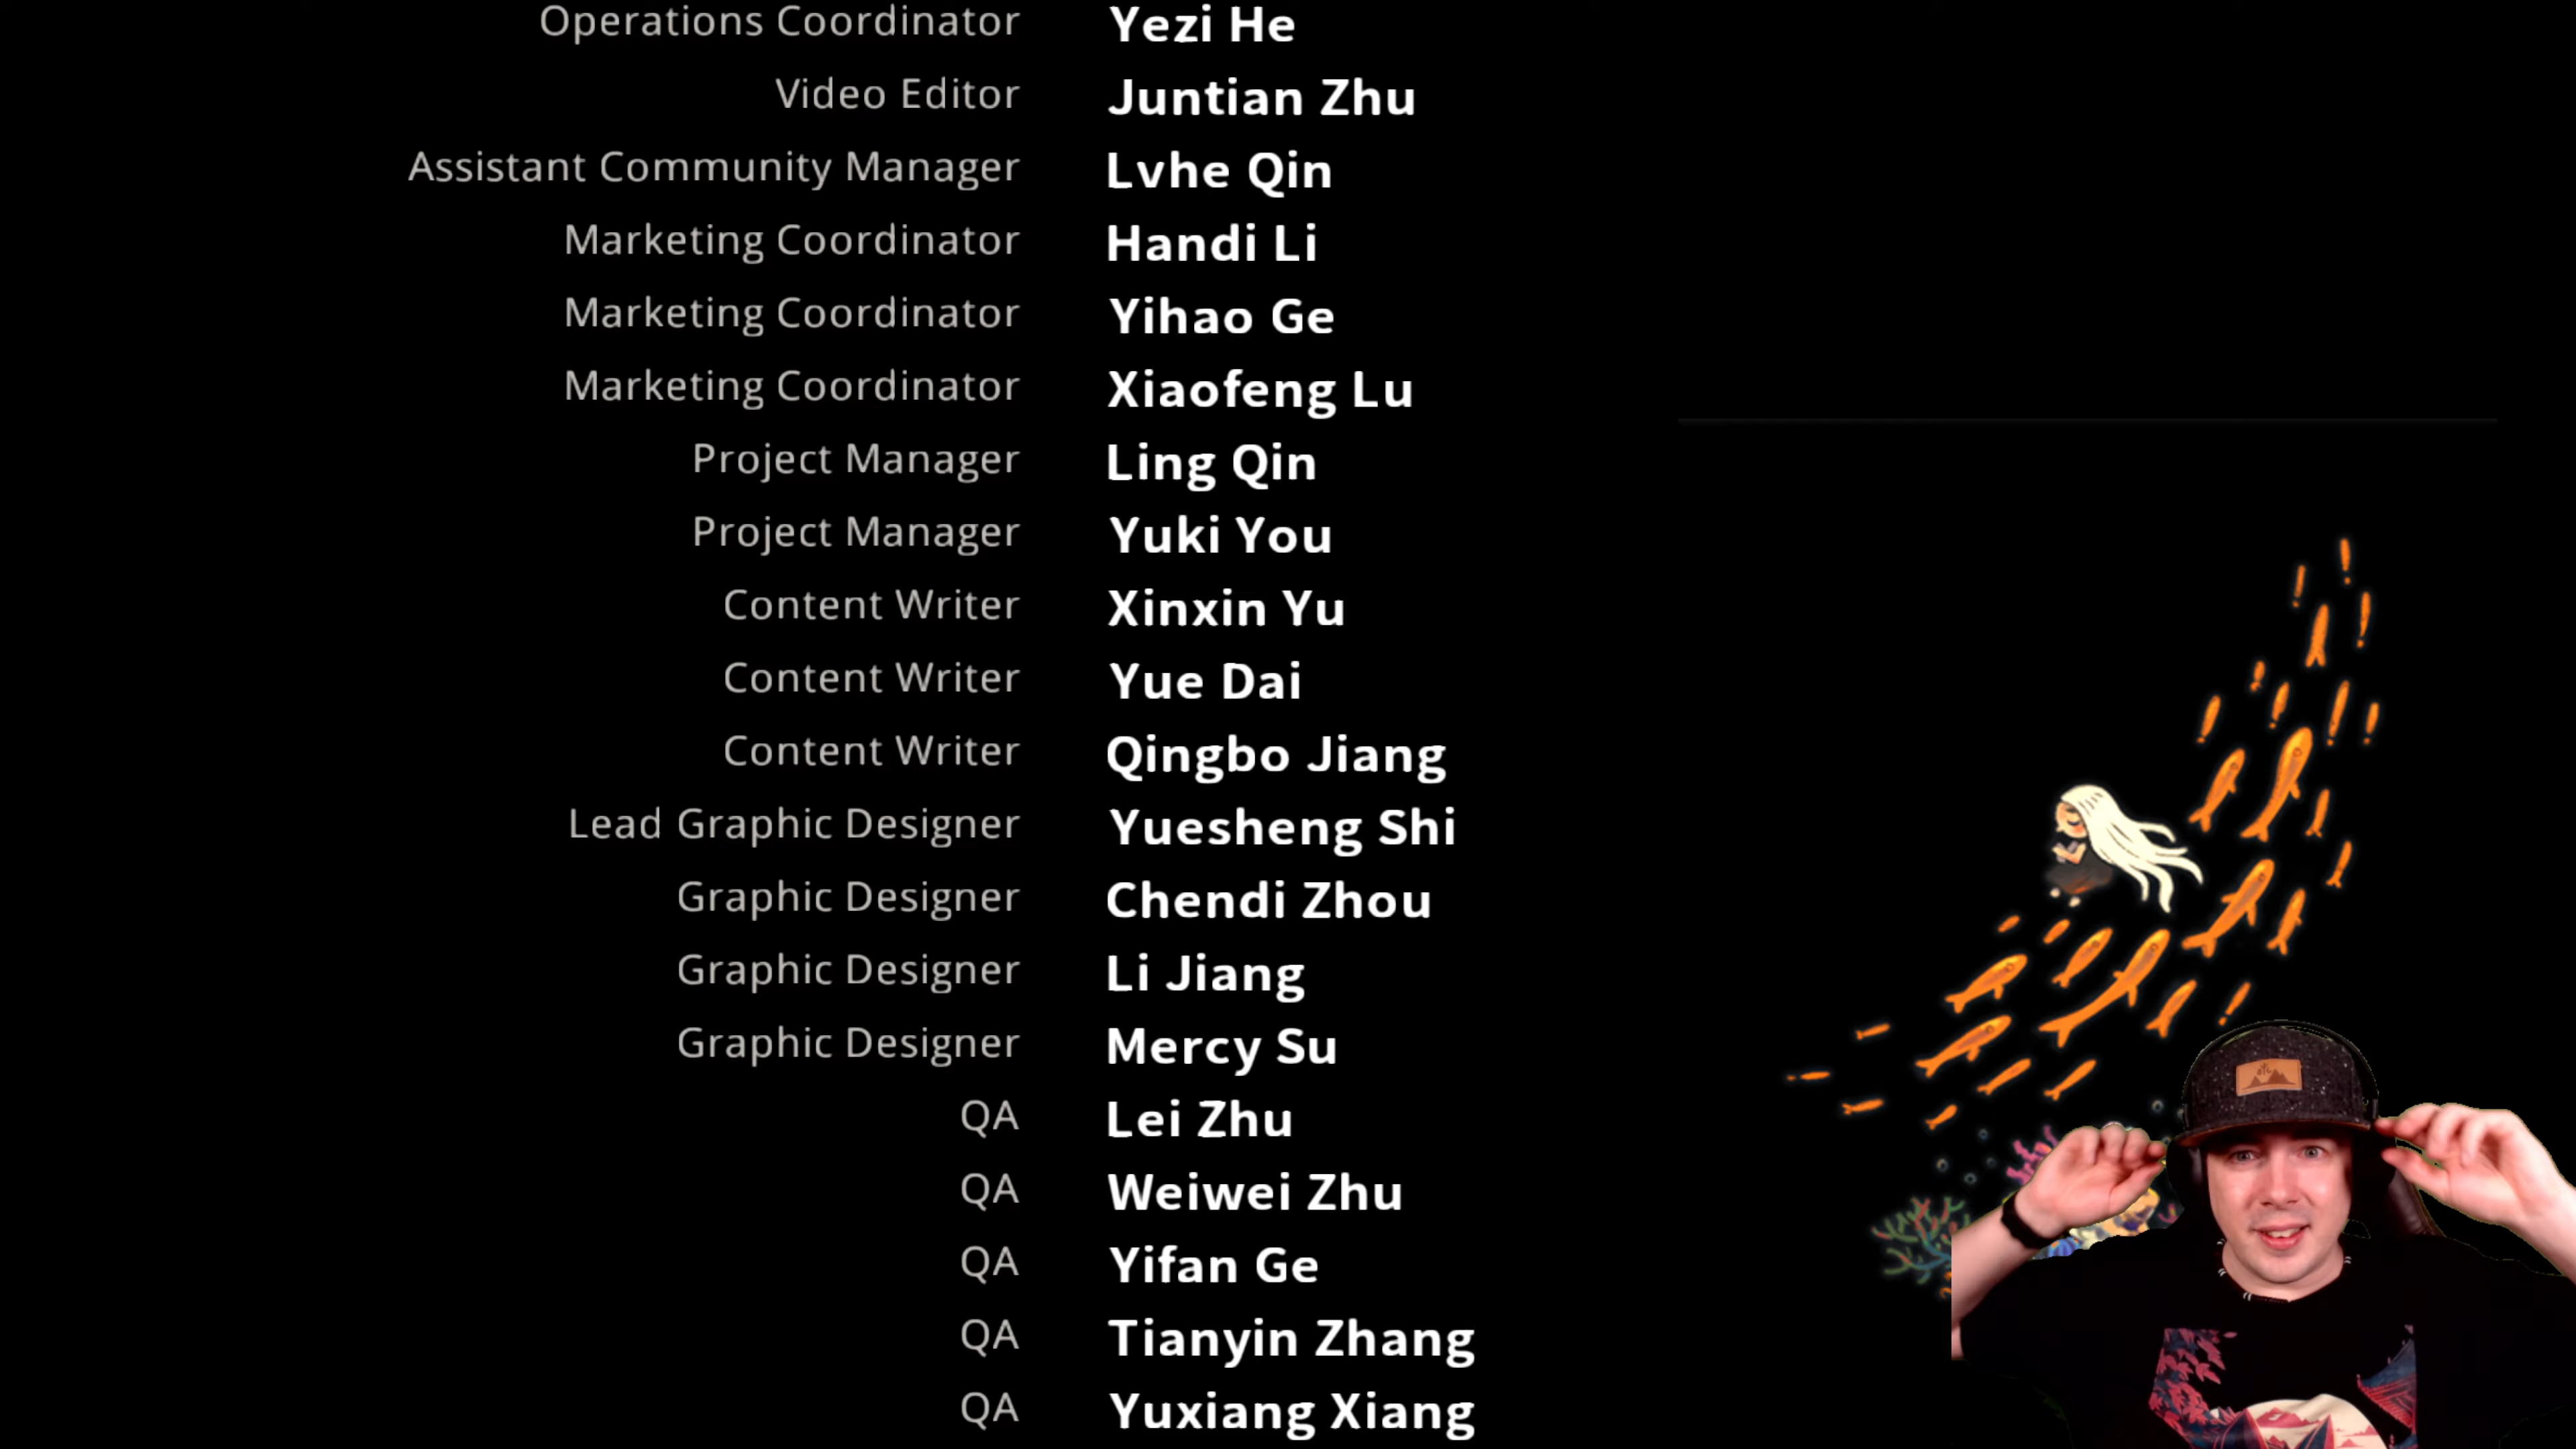 Operations Coordinator Yezi He
Video Editor Juntian Zhu
Assistant Community Manager Lvhe Qin
Marketing Coordinator Handi Li
Marketing Coordinator Yihao Ge
Marketing Coordinator Xiaofeng Lu
Project Manager Ling Qin
Project Manager Yuki You
Content Writer Xinxin Yu
Content Writer Yue Dai
Content Writer Qingbo Jiang
Lead Graphic Designer Yuesheng Shi
Graphic Designer Chendi Zhou
Graphic Designer Li Jiang
Graphic Designer Mercy Su
QA Lei Zhu
QA Weiwei Zhu
QA Yifan Ge
QA Tianyin Zhang
QA Yuxiang Xiang